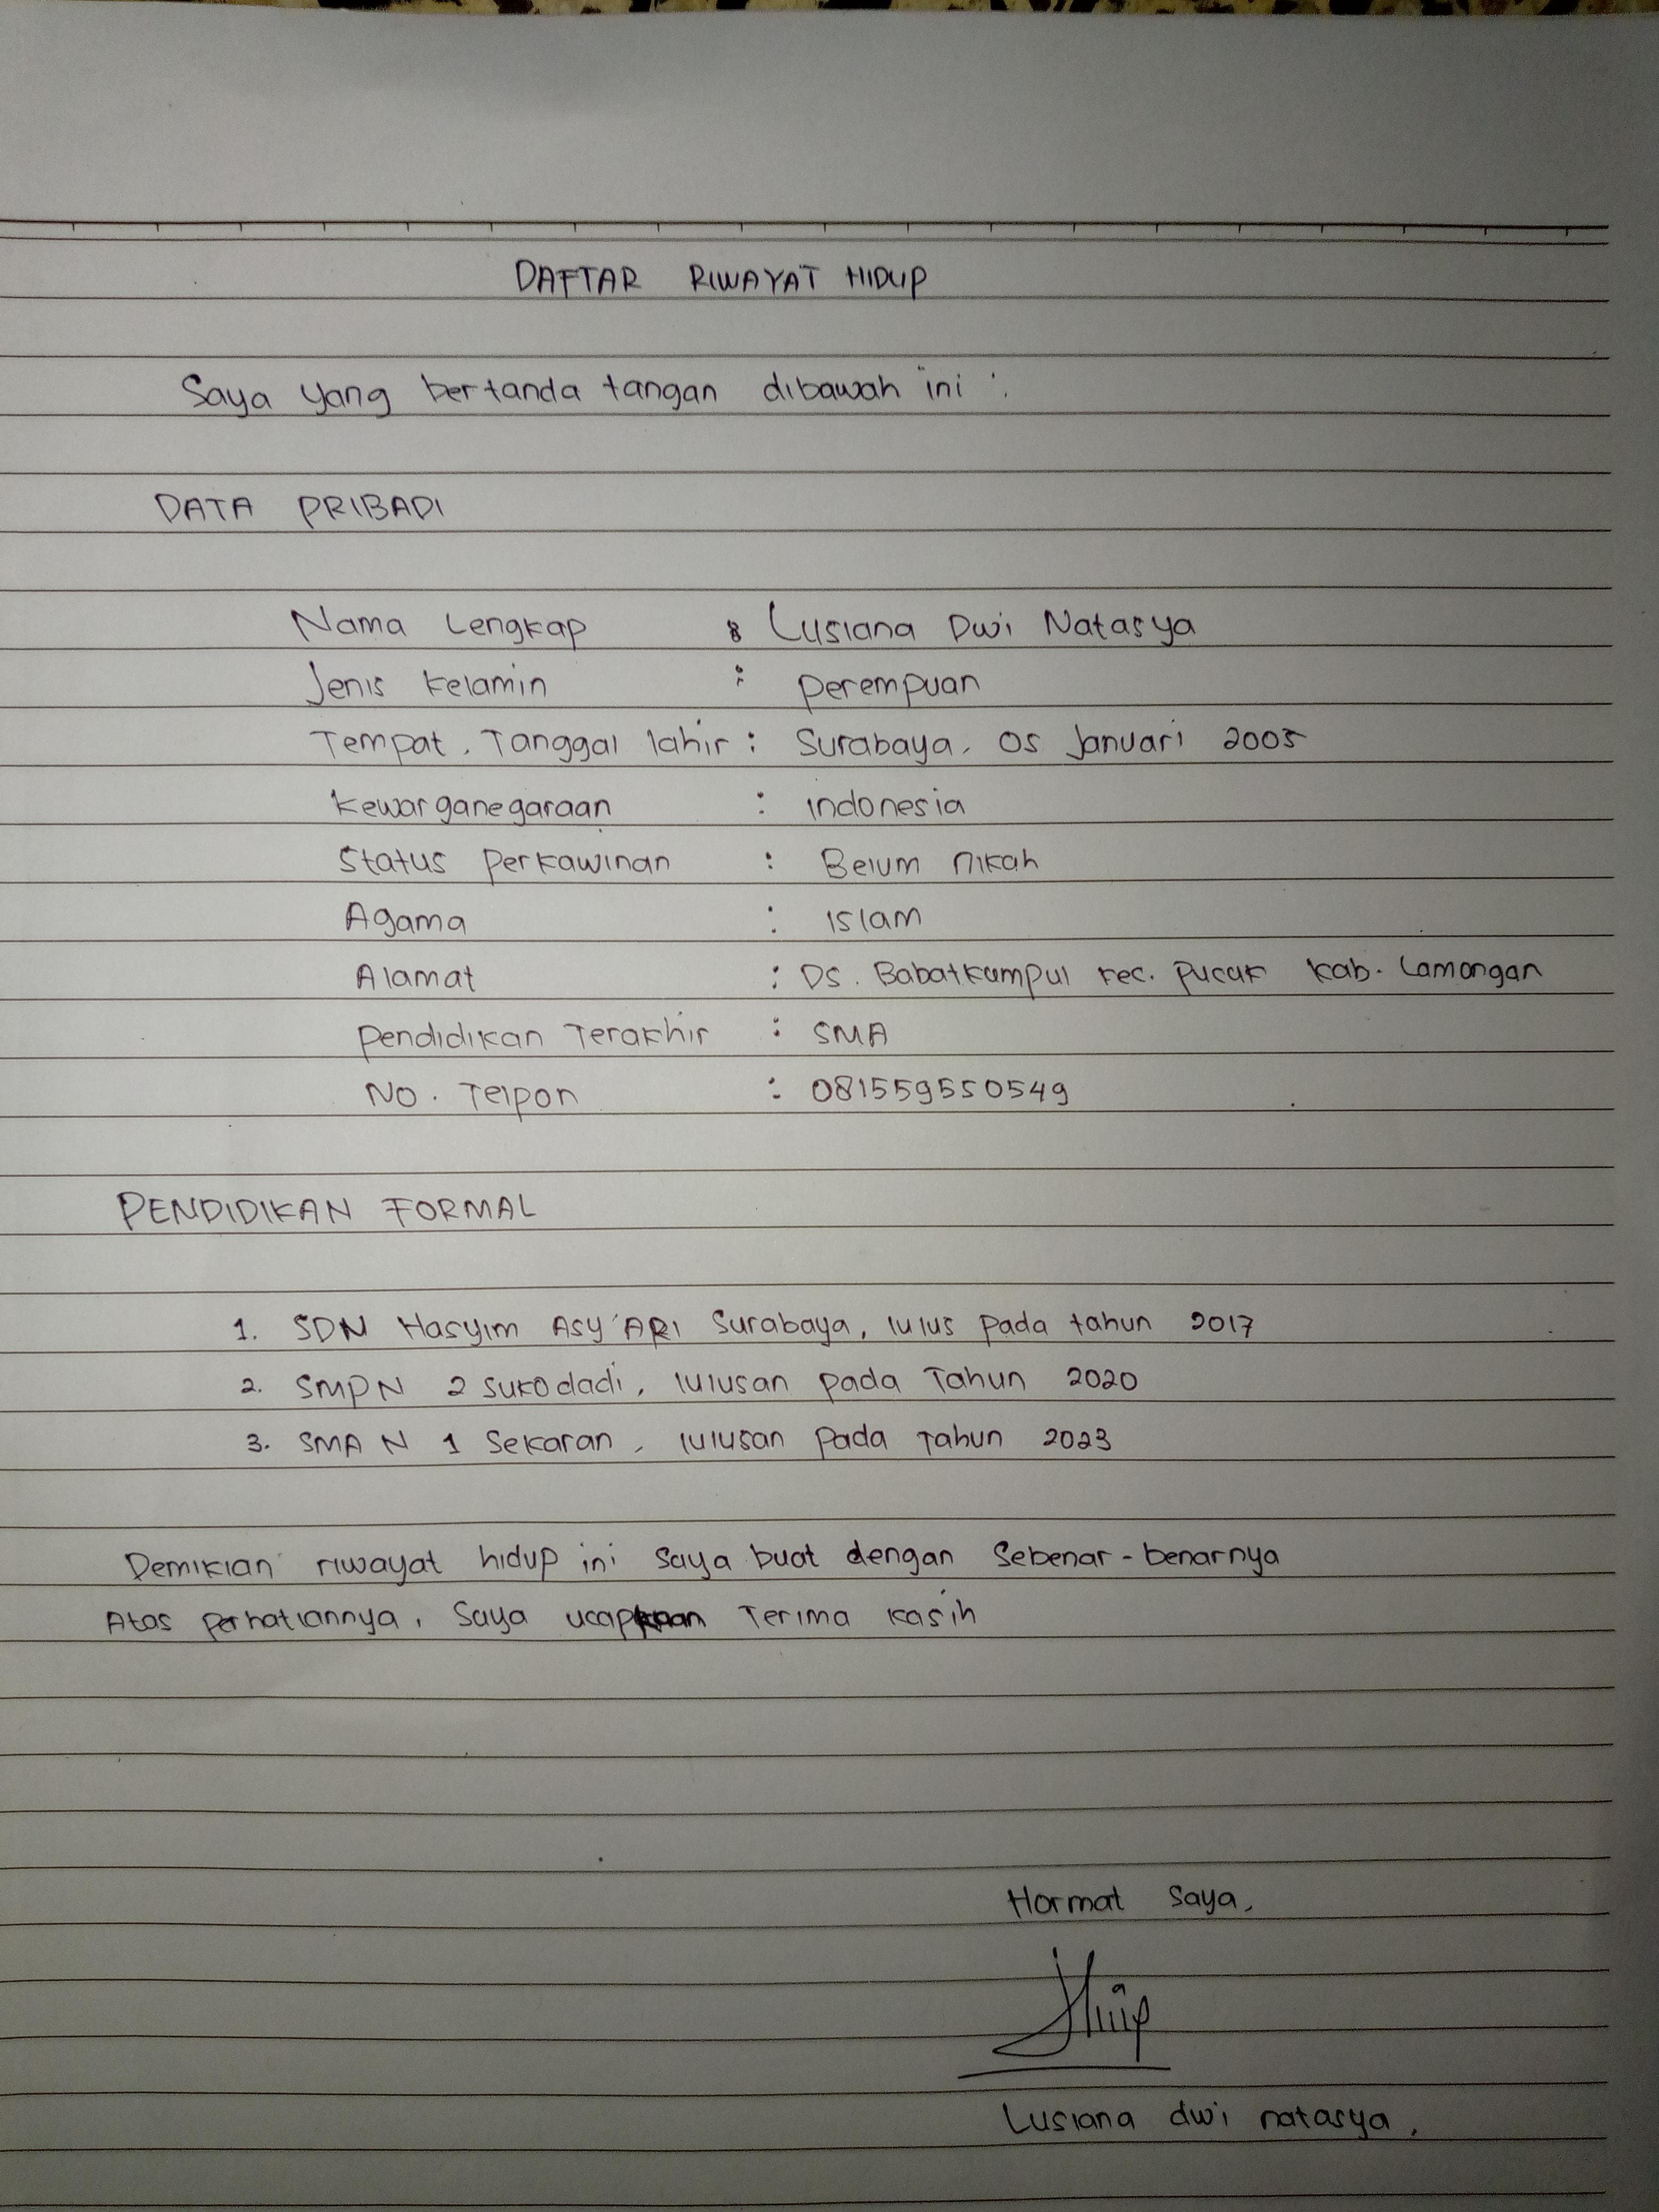 DAFTAR RIWAYAT HIDUP
Saya yang bertanda tangan dibawah ini :
DATA PRIBADI
Nama Lengkap : Lusiana Dwi Natasya
Jenis Kelamin : perempuan
Tempat, Tanggal lahir : Surabaya, 05 Januari 2005
Kewarganegaraan : indonesia
Status Perkawinan : Belum nikah
Agama : islam
Alamat : Ds. Babatkumpul kec. Pucuk kab. Lamongan
Pendidikan Terakhir : SMA
No. Telpon : 081559550549
PENDIDIKAN FORMAL
1. SDN Hasyim Asy'ARI Surabaya, lulus pada tahun 2017
2. SMPN 2 sukodadi, lulusan pada Tahun 2020
3. SMA N 1 Sekaran, lulusan pada Tahun 2023
Demikian riwayat hidup ini saya buat dengan Sebenar-benarnya
Atas perhatiannya, Saya ucapkan Terima kasih
Hormat Saya,
Lusiana dwi natasya,